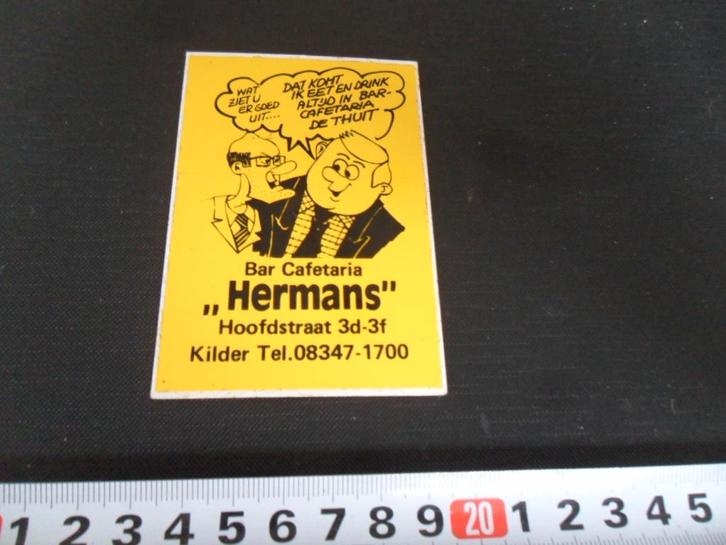 WAT
ZIET U
ER GOED
UIT....
DAT KOMT
IK EET EN DRINK
ALTIJD IN BAR-
CAFETARIA
DE THUIT
Bar Cafetaria
„Hermans"
Hoofdstraat 3d-3f
Kilder Tel.08347-1700
1 2 3 4 5 6 7 8 9 20 1 2 3 4 5